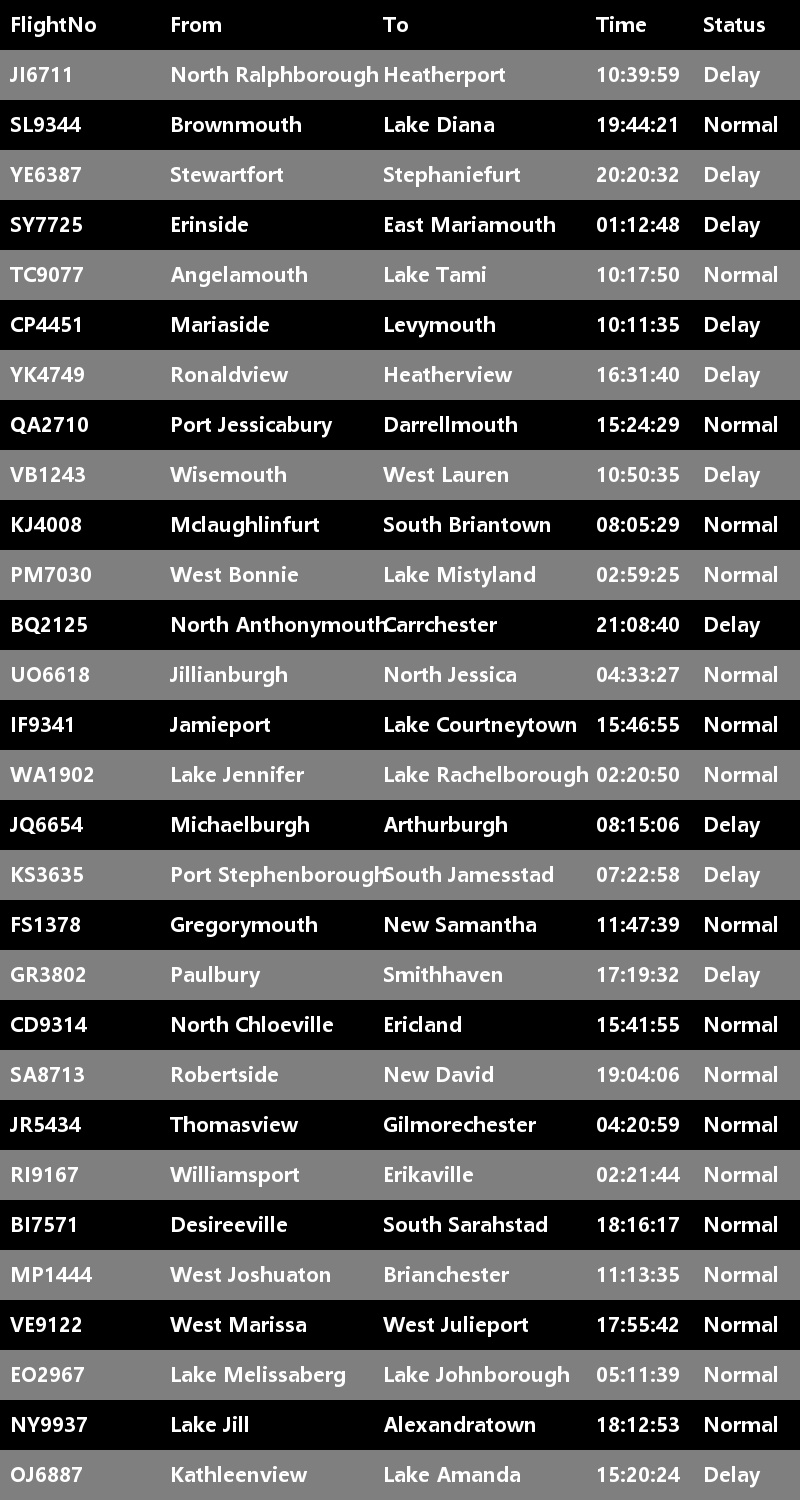 FlightNo From To Time Status
JI6711 North Ralphborough Heatherport 10:39:59 Delay
SL9344 Brownmouth Lake Diana 19:44:21 Normal
YE6387 Stewartfort Stephaniefurt 20:20:32 Delay
SY7725 Erinside East Mariamouth 01:12:48 Delay
TC9077 Angelamouth Lake Tami 10:17:50 Normal
CP4451 Mariaside Levymouth 10:11:35 Delay
YK4749 Ronaldview Heatherview 16:31:40 Delay
QA2710 Port Jessicabury Darrellmouth 15:24:29 Normal
VB1243 Wisemouth West Lauren 10:50:35 Delay
KJ4008 Mclaughlinfurt South Briantown 08:05:29 Normal
PM7030 West Bonnie Lake Mistyland 02:59:25 Normal
BQ2125 North Anthonymouth Carrchester 21:08:40 Delay
UO6618 Jillianburgh North Jessica 04:33:27 Normal
IF9341 Jamieport Lake Courtneytown 15:46:55 Normal
WA1902 Lake Jennifer Lake Rachelborough 02:20:50 Normal
JQ6654 Michaelburgh Arthurburgh 08:15:06 Delay
KS3635 Port Stephenborough South Jamesstad 07:22:58 Delay
FS1378 Gregorymouth New Samantha 11:47:39 Normal
GR3802 Paulbury Smithhaven 17:19:32 Delay
CD9314 North Chloeville Ericland 15:41:55 Normal
SA8713 Robertside New David 19:04:06 Normal
JR5434 Thomasview Gilmorechester 04:20:59 Normal
RI9167 Williamsport Erikaville 02:21:44 Normal
BI7571 Desireeville South Sarahstad 18:16:17 Normal
MP1444 West Joshuaton Brianchester 11:13:35 Normal
VE9122 West Marissa West Julieport 17:55:42 Normal
EO2967 Lake Melissaberg Lake Johnborough 05:11:39 Normal
NY9937 Lake Jill Alexandratown 18:12:53 Normal
OJ6887 Kathleenview Lake Amanda 15:20:24 Delay